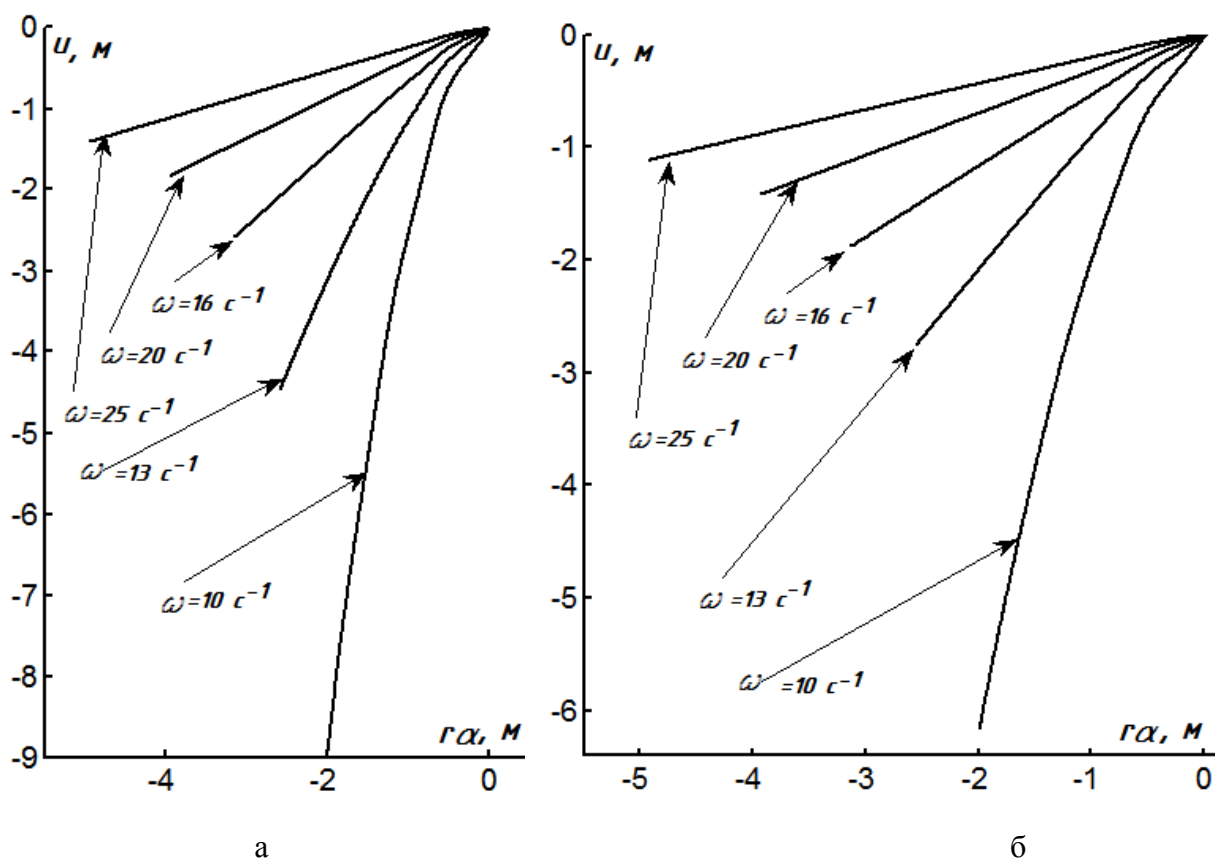 u, м
0
-1
-2
-3
-4
-5
-6
-7
-8
-9
ω=16 c⁻¹
ω=20 c⁻¹
ω=25 c⁻¹
ω=13 c⁻¹
ω=10 c⁻¹
rα, м
-4 -2 0
а
u, м
0
-1
-2
-3
-4
-5
-6
ω=16 c⁻¹
ω=20 c⁻¹
ω=25 c⁻¹
ω=13 c⁻¹
ω=10 c⁻¹
rα, м
-5 -4 -3 -2 -1 0
б